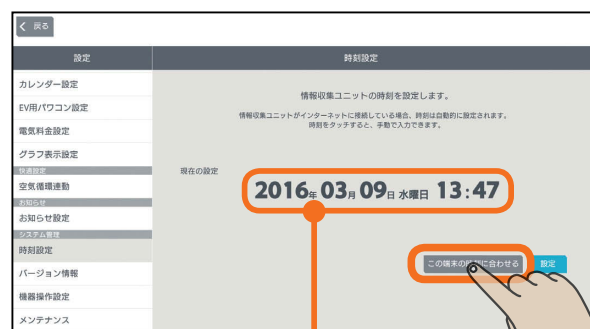 戻る
設定
時刻設定
カレンダー設定
EV用パワコン設定
電気料金設定
グラフ表示設定
快適設定
空気循環連動
お知らせ
お知らせ設定
システム管理
時刻設定
バージョン情報
機器操作設定
メンテナンス
情報収集ユニットの時刻を設定します。
情報収集ユニットがインターネットに接続している場合、時刻は自動的に設定されます。
時刻をタッチすると、手動で入力できます。
現在の設定
2016年 03月 09日 水曜日 13:47
この端末の時刻に合わせる
設定